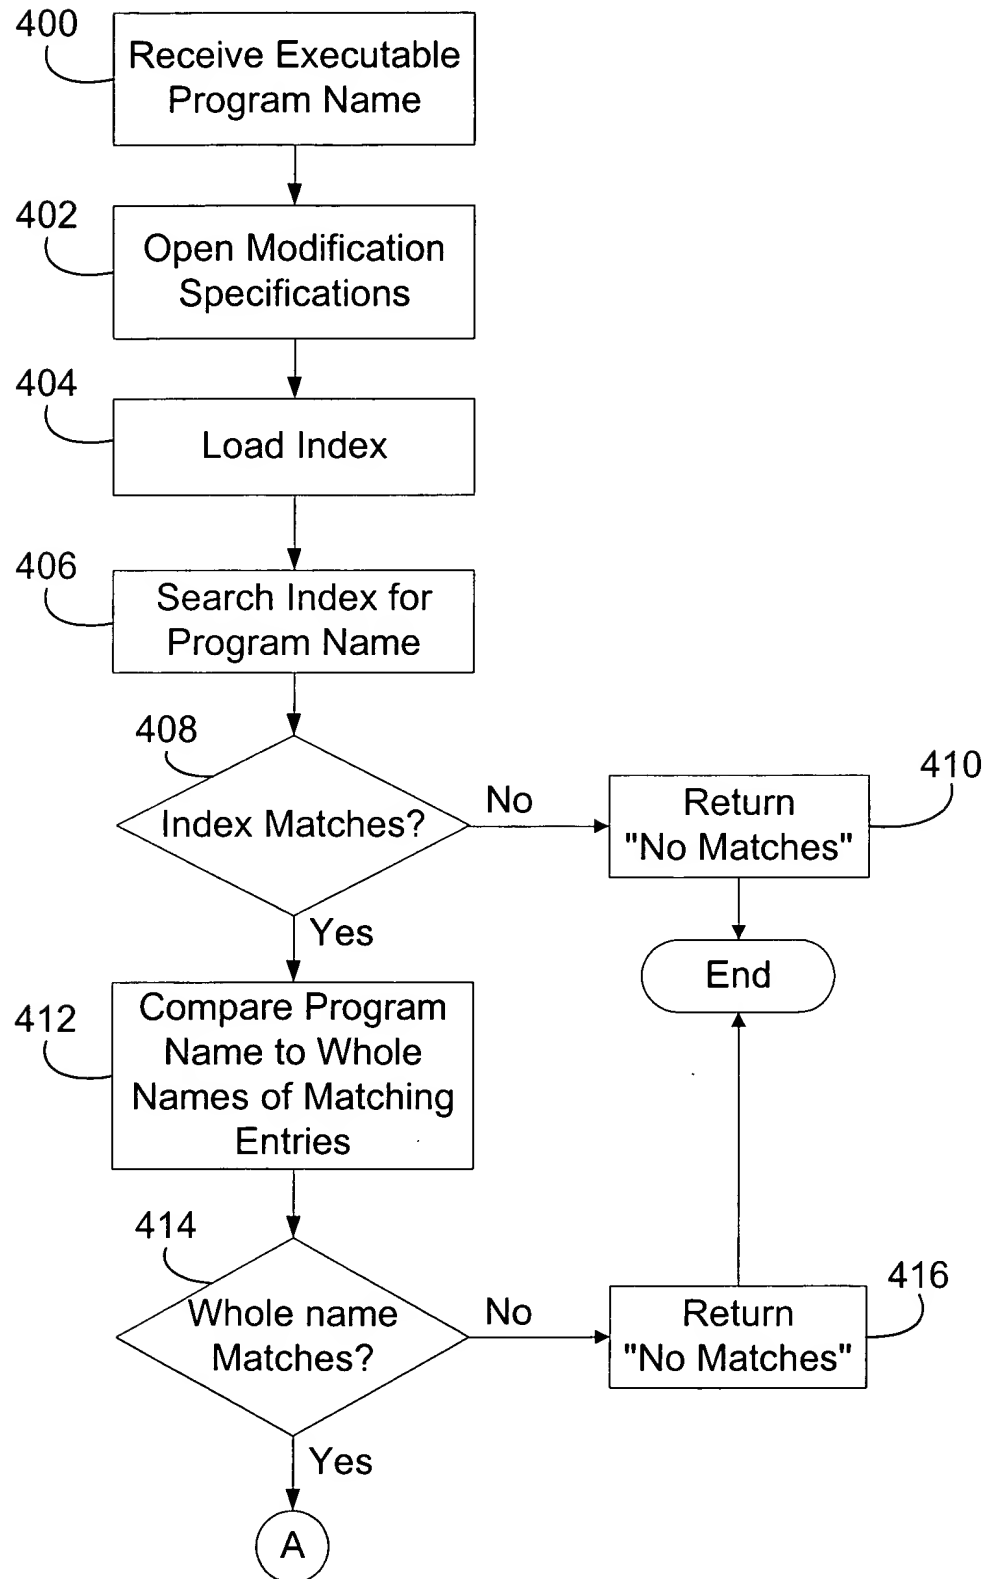 400
Receive Executable
Program Name
402
Open Modification
Specifications
404
Load Index
406
Search Index for
Program Name
408
Index Matches?
No
410
Return
"No Matches"
Yes
End
412
Compare Program
Name to Whole
Names of Matching
Entries
414
Whole name
Matches?
No
416
Return
"No Matches"
Yes
A